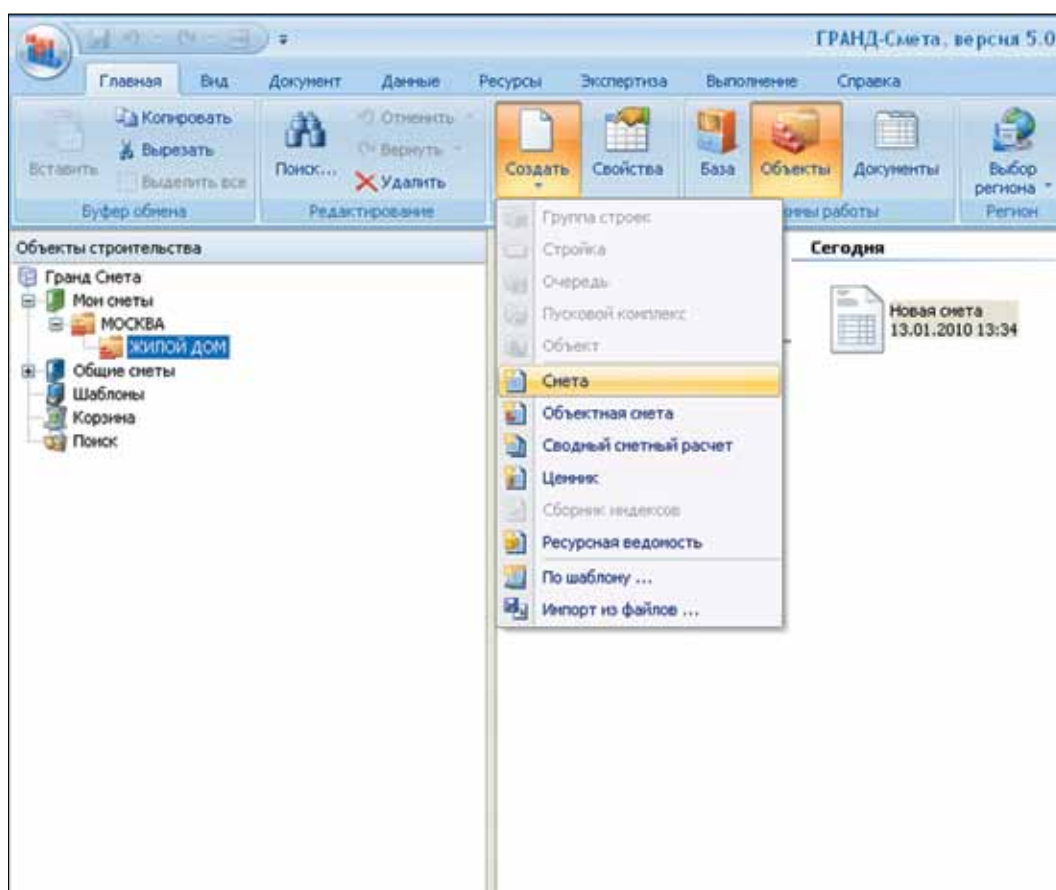 ГРАНД-Смета, версия 5.0
Главная Вид Документ Данные Ресурсы Экспертиза Выполнение Справка
Вставить
Копировать
Вырезать
Выделить все
Буфер обмена
Поиск...
Отменить
Вернуть
Удалить
Редактирование
Создать
Свойства
База
Объекты
Документы
работы
Выбор региона
Регион
Объекты строительства
Гранд Смета
Мои сметы
МОСКВА
ЖИЛОЙ ДОМ
Общие сметы
Шаблоны
Корзина
Поиск
Группа строек
Стройка
Очередь
Пусковой комплекс
Объект
Смета
Объектная смета
Сводный сметный расчет
Ценник
Сборник индексов
Ресурсная ведомость
По шаблону ...
Импорт из файлов ...
Сегодня
Новая смета
13.01.2010 13:34